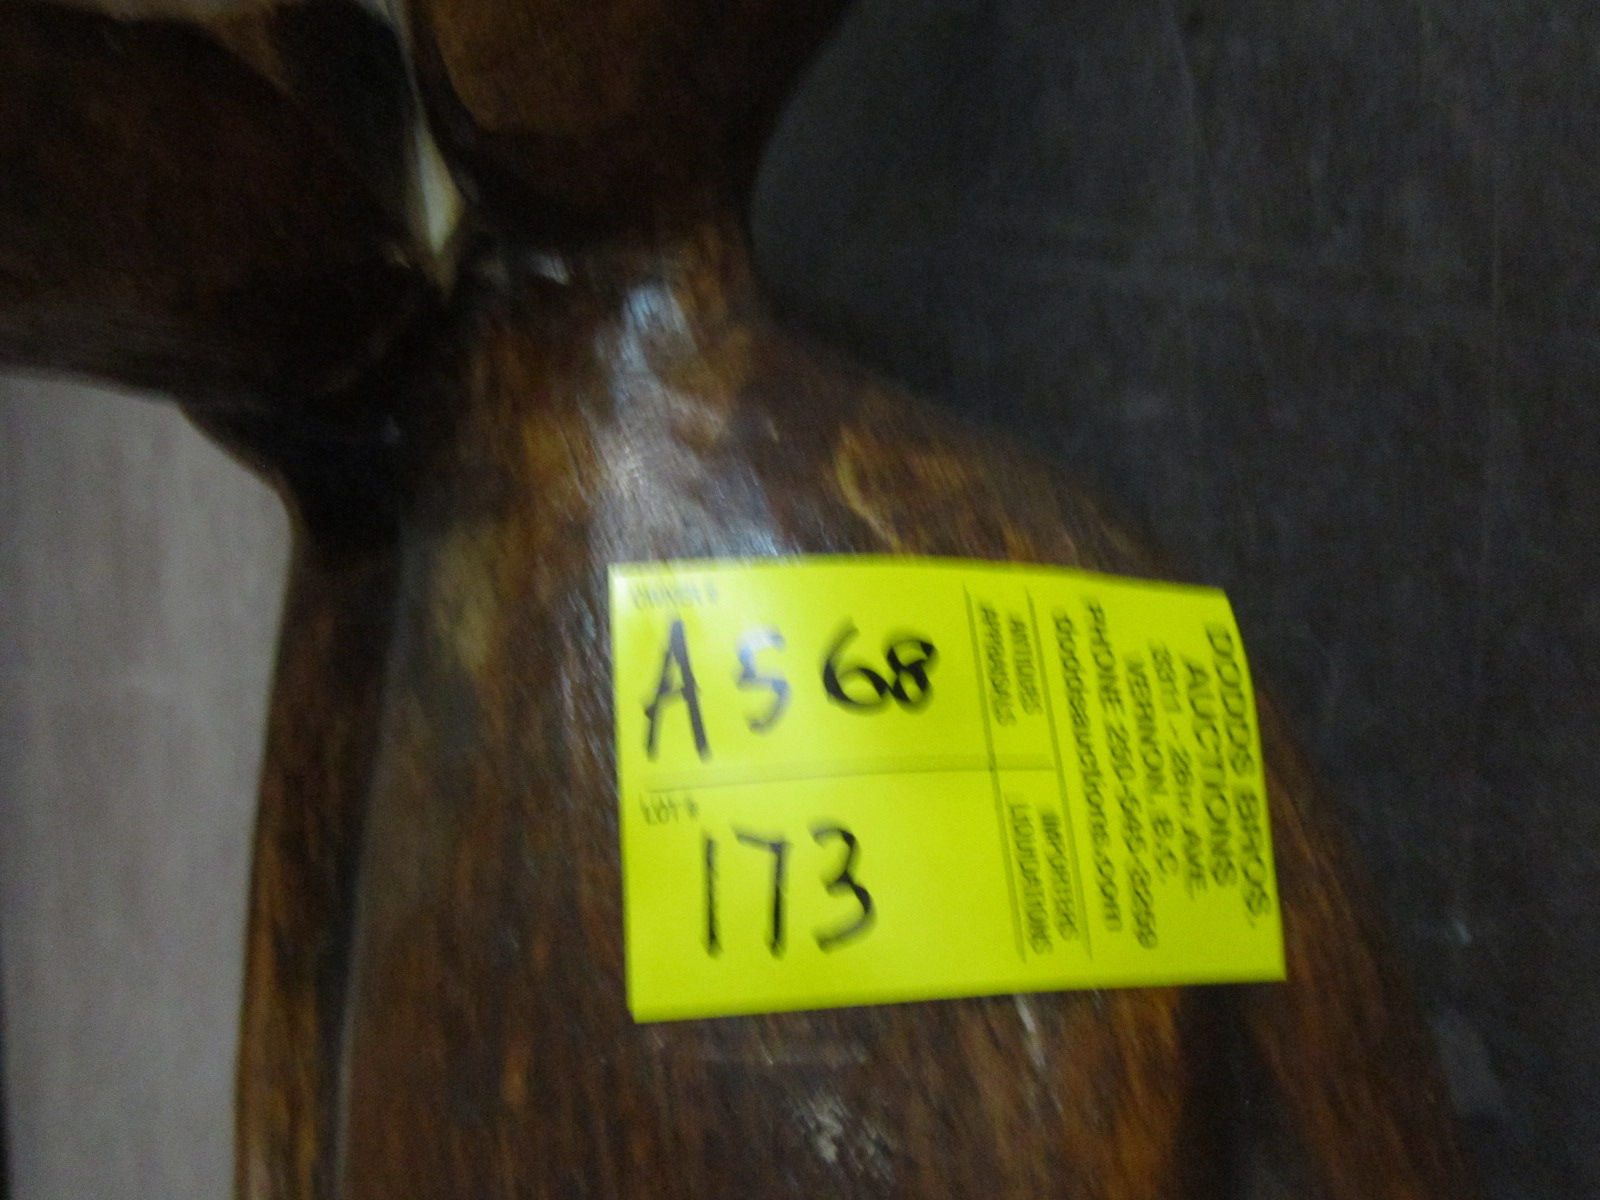 A568
LOT #
173
ANTIQUES
APPRAISALS
IMPORTERS
LIQUIDATIONS
DODDS BROS.
AUCTIONS
3311 - 28TH AVE.
VERNON, B.C.
PHONE 250-545-3259
doddsauctions.com